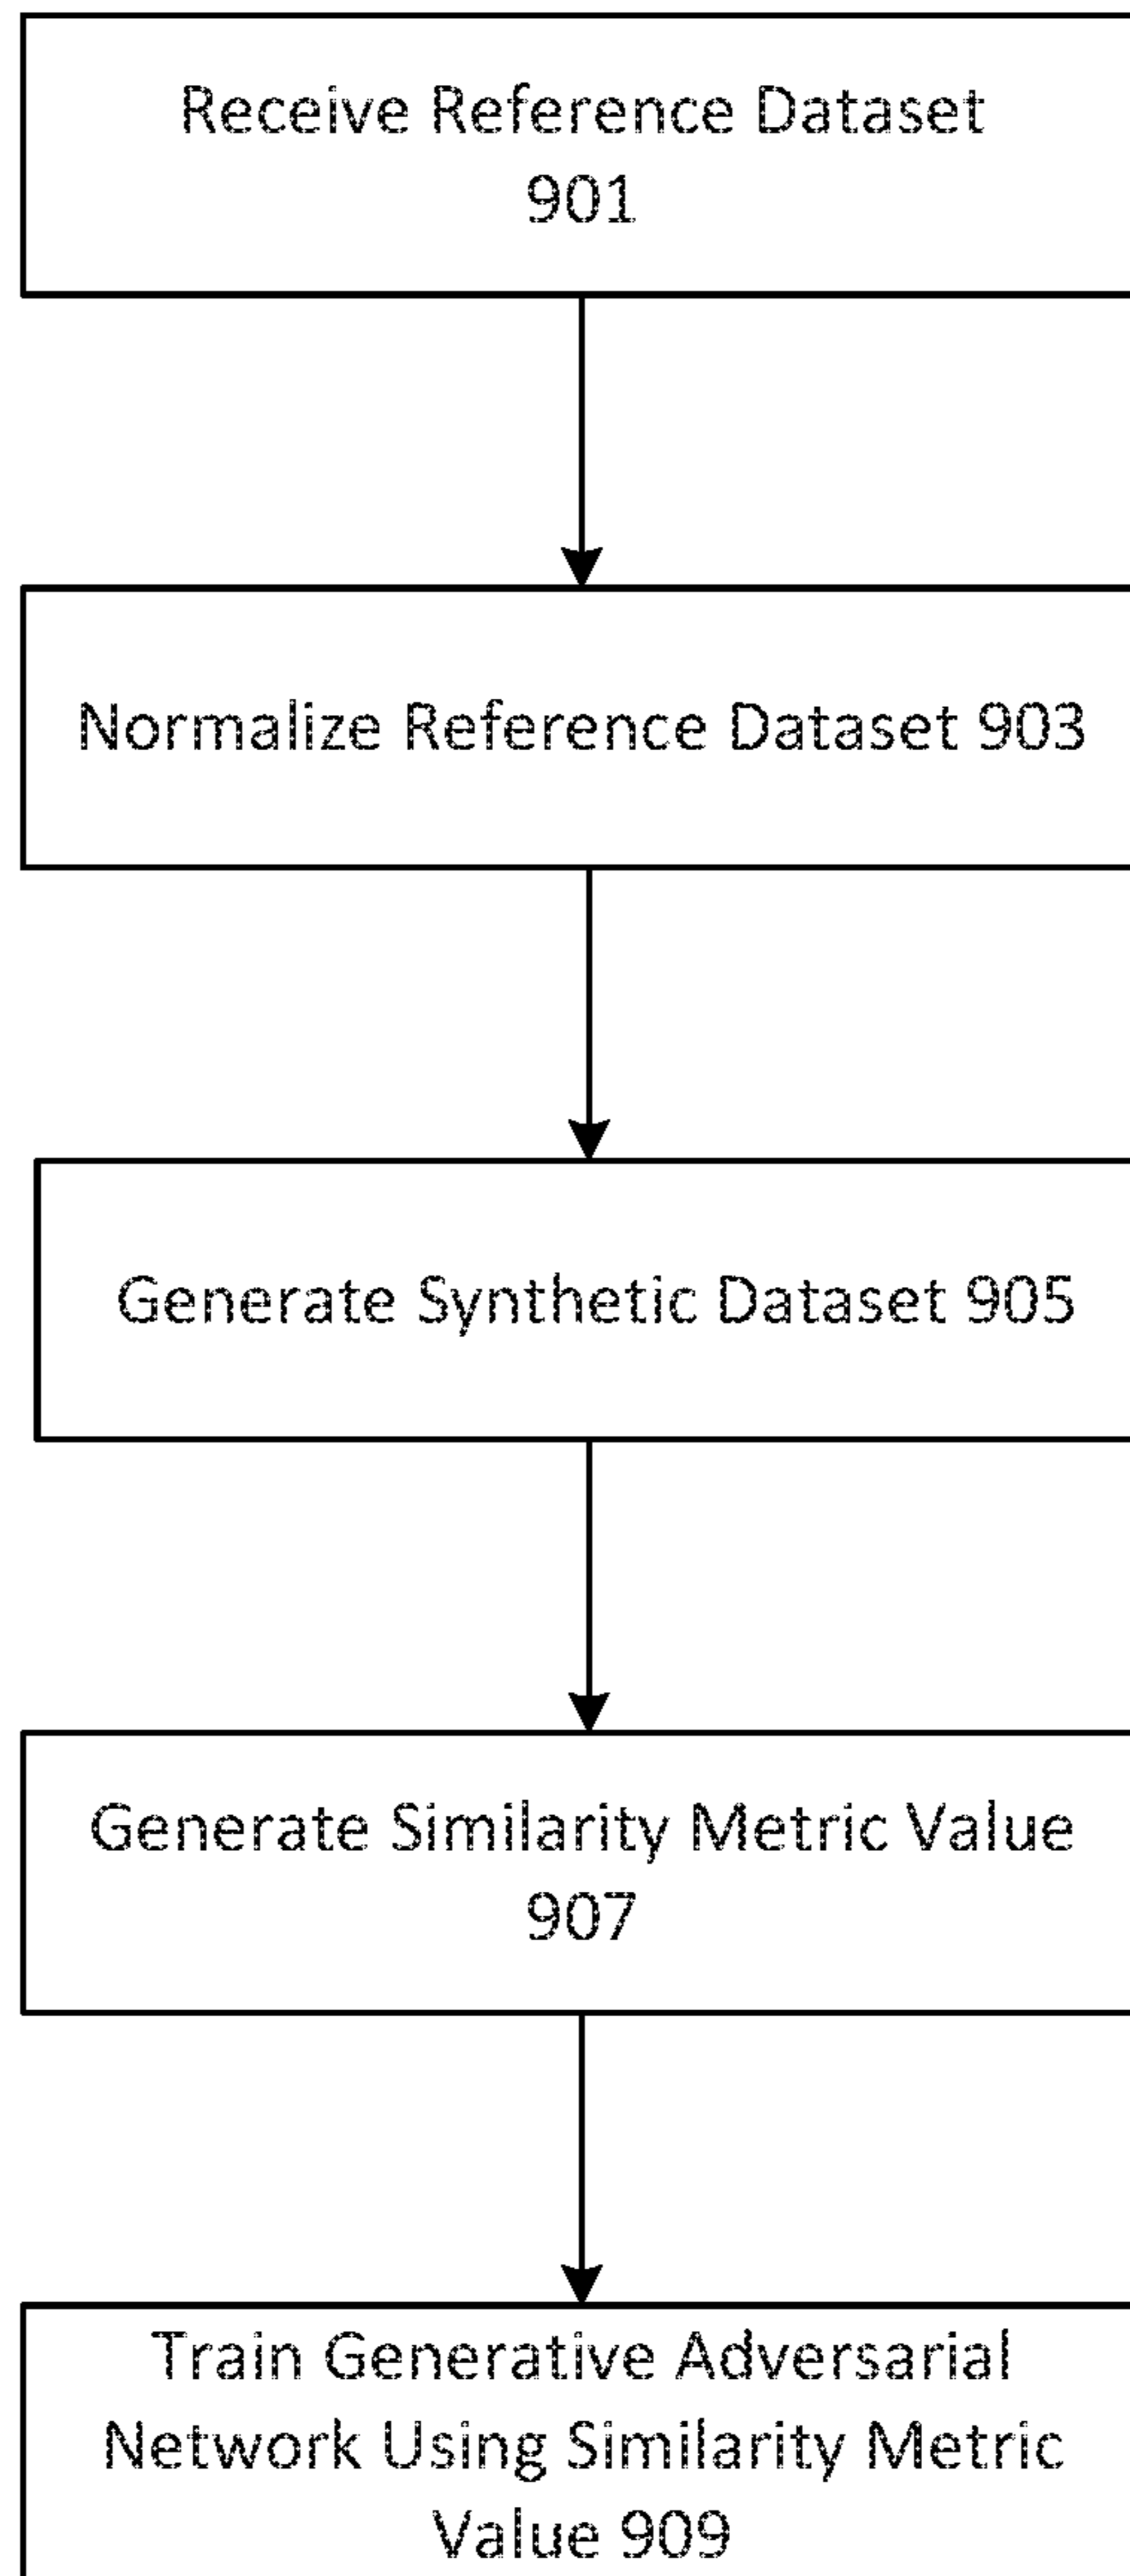 Receive Reference Dataset
901
Normalize Reference Dataset 903
Generate Synthetic Dataset 905
Generate Similarity Metric Value
907
Train Generative Adversarial
Network Using Similarity Metric
Value 909